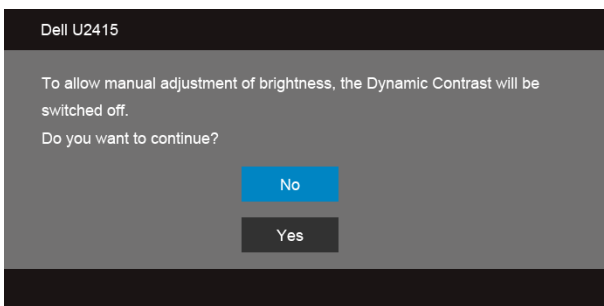 Dell U2415
To allow manual adjustment of brightness, the Dynamic Contrast will be
switched off.
Do you want to continue?
No
Yes